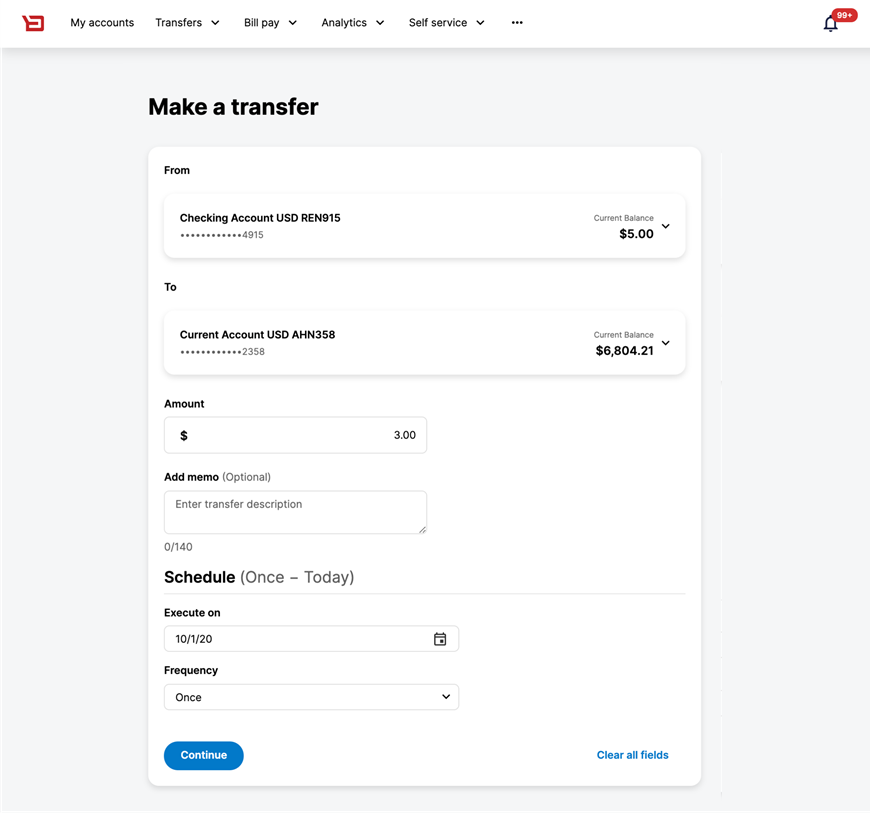 My accounts Transfers Bill pay Analytics Self service ••• 99+
Make a transfer
From
Checking Account USD REN915 Current Balance
••••••••••••4915 $5.00
To
Current Account USD AHN358 Current Balance
••••••••••••2358 $6,804.21
Amount
$ 3.00
Add memo (Optional)
Enter transfer description
0/140
Schedule (Once – Today)
Execute on
10/1/20
Frequency
Once
Continue Clear all fields